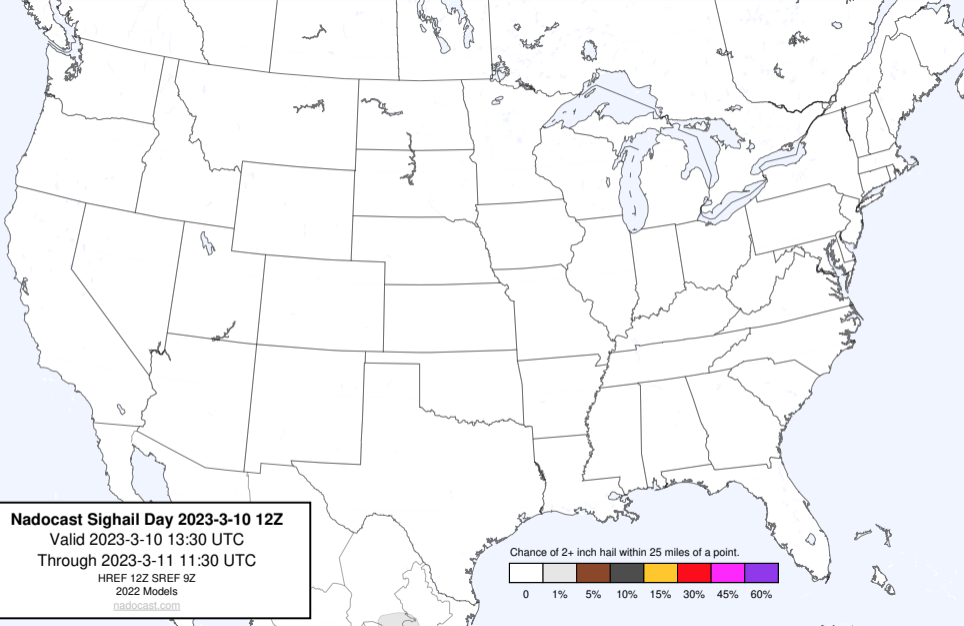 Nadocast Sighail Day 2023-3-10 12Z
Valid 2023-3-10 13:30 UTC
Through 2023-3-11 11:30 UTC
HREF 12Z SREF 9Z
2022 Models
nadocast.com
Chance of 2+ inch hail within 25 miles of a point.
0 1% 5% 10% 15% 30% 45% 60%